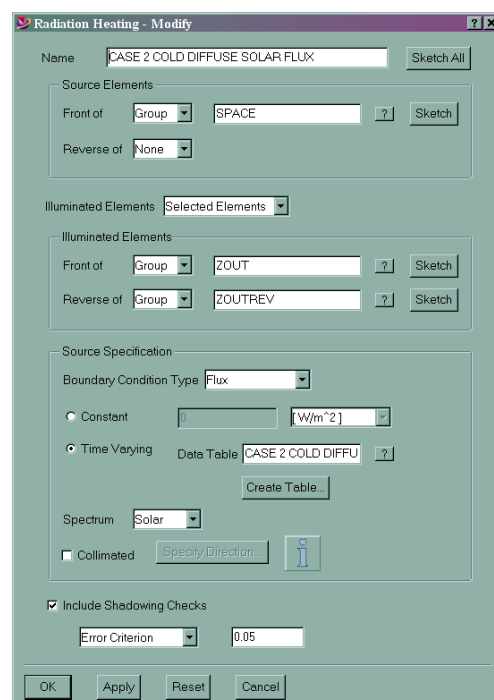 Radiation Heating - Modify
? X
Name CASE 2 COLD DIFFUSE SOLAR FLUX Sketch All
Source Elements
Front of Group SPACE ? Sketch
Reverse of None
Illuminated Elements Selected Elements
Illuminated Elements
Front of Group ZOUT ? Sketch
Reverse of Group ZOUTREV ? Sketch
Source Specification
Boundary Condition Type Flux
Constant 0 [W/m^2]
Time Varying Data Table CASE 2 COLD DIFFU ?
Create Table...
Spectrum Solar
Collimated Specify Direction... i
Include Shadowing Checks
Error Criterion 0.05
OK Apply Reset Cancel